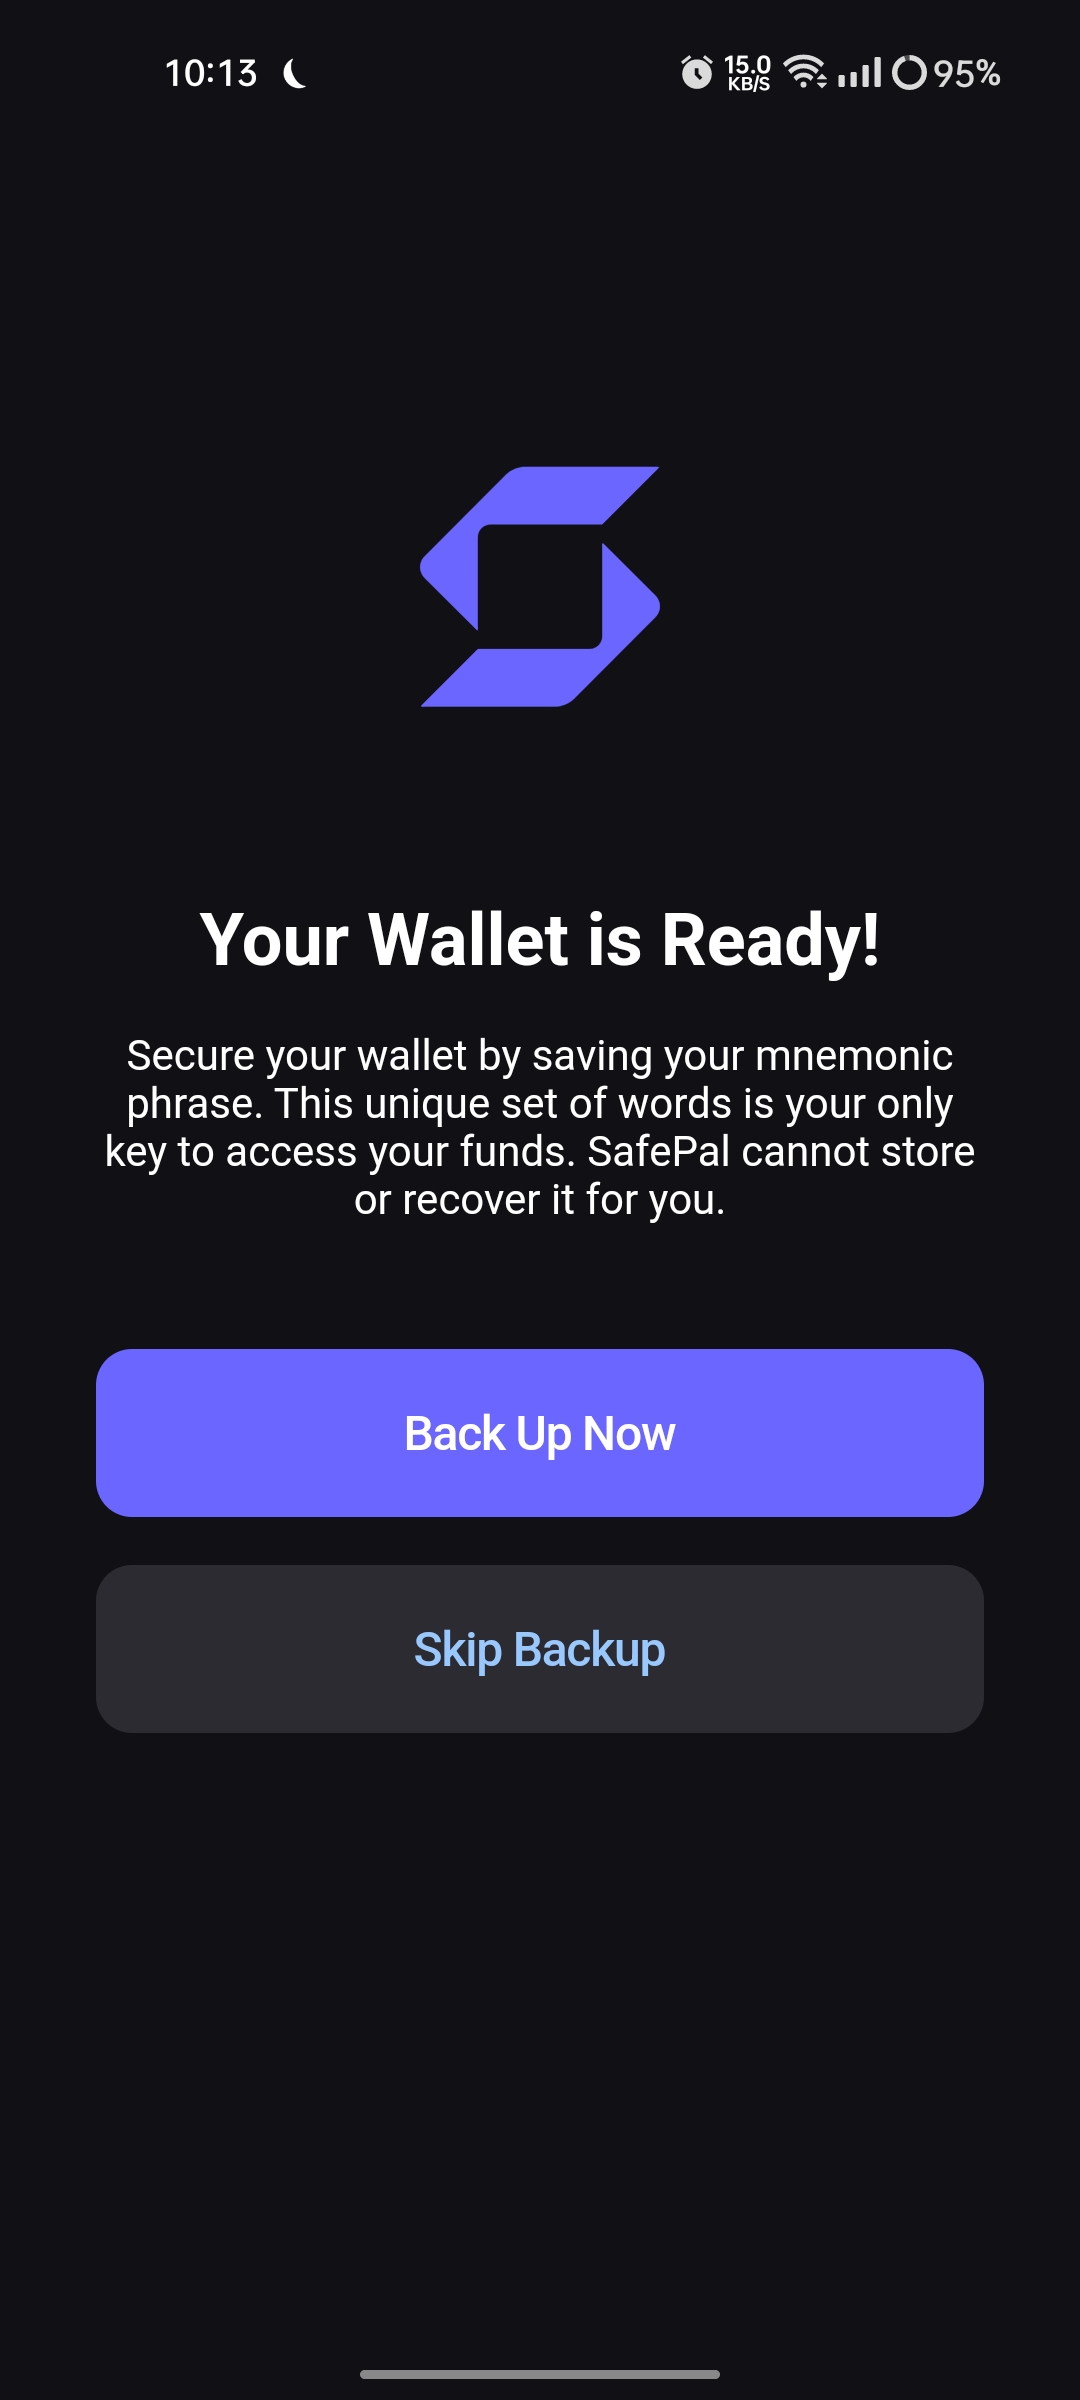 10:13
15.0
KB/S
95%
Your Wallet is Ready!
Secure your wallet by saving your mnemonic
phrase. This unique set of words is your only
key to access your funds. SafePal cannot store
or recover it for you.
Back Up Now
Skip Backup